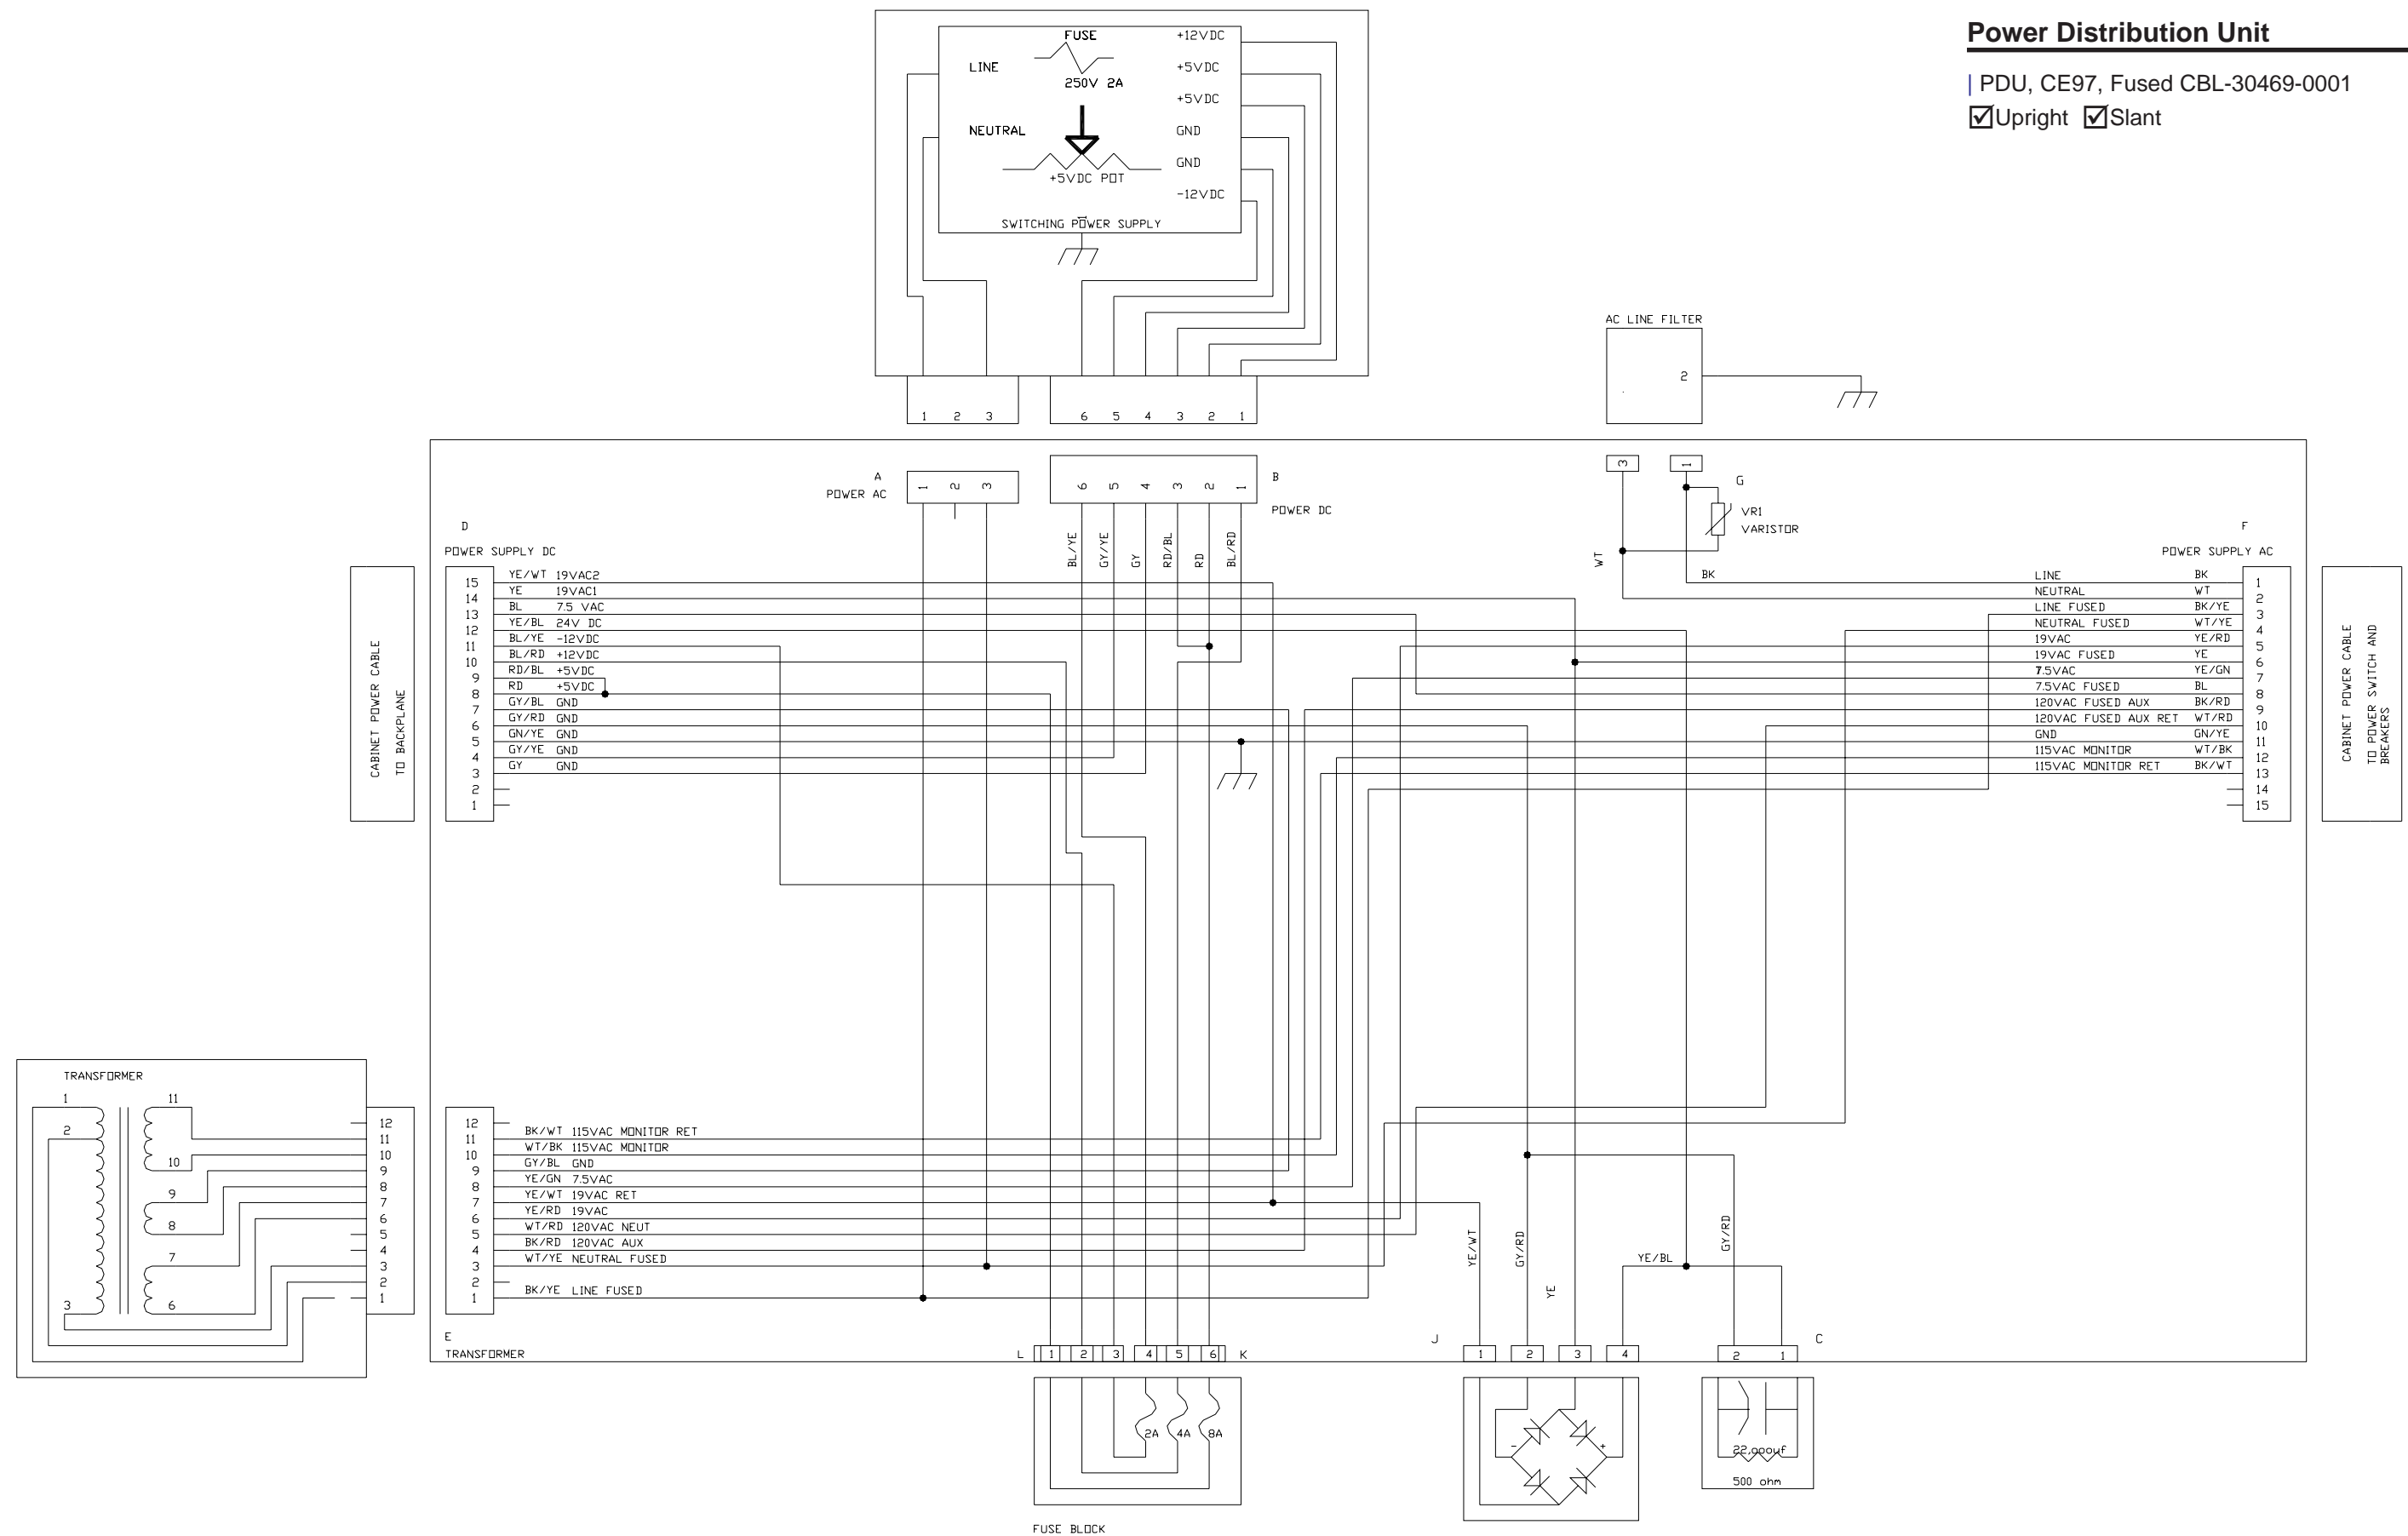 Power Distribution Unit
| PDU, CE97, Fused CBL-30469-0001
☑Upright ☑Slant
FUSE
250V 2A
LINE
NEUTRAL
+5VDC POT
+12VDC
+5VDC
+5VDC
GND
GND
-12VDC
SWITCHING POWER SUPPLY
1 2 3
6 5 4 3 2 1
AC LINE FILTER
2
A
POWER AC
1 2 3
6 5 4 3 2 1
B
POWER DC
3
1
G
VR1
VARISTOR
BL/YE
GY/YE
GY
RD/BL
RD
BL/RD
WT
BK
D
POWER SUPPLY DC
CABINET POWER CABLE
TO BACKPLANE
15 YE/WT 19VAC2
14 YE 19VAC1
13 BL 7.5 VAC
12 YE/BL 24V DC
11 BL/YE -12VDC
10 BL/RD +12VDC
9 RD/BL +5VDC
8 RD +5VDC
7 GY/BL GND
6 GY/RD GND
5 GN/YE GND
4 GY/YE GND
3 GY GND
2
1
F
POWER SUPPLY AC
LINE BK 1
NEUTRAL WT 2
LINE FUSED BK/YE 3
NEUTRAL FUSED WT/YE 4
19VAC YE/RD 5
19VAC FUSED YE 6
7.5VAC YE/GN 7
7.5VAC FUSED BL 8
120VAC FUSED AUX BK/RD 9
120VAC FUSED AUX RET WT/RD 10
GND GN/YE 11
115VAC MONITOR WT/BK 12
115VAC MONITOR RET BK/WT 13
14
15
CABINET POWER CABLE
TO POWER SWITCH AND
BREAKERS
TRANSFORMER
1
2
3
11
10
9
8
7
6
12
11
10
9
8
7
6
5
4
3
2
1
12
11 BK/WT 115VAC MONITOR RET
10 WT/BK 115VAC MONITOR
9 GY/BL GND
8 YE/GN 7.5VAC
7 YE/WT 19VAC RET
6 YE/RD 19VAC
5 WT/RD 120VAC NEUT
4 BK/RD 120VAC AUX
3 WT/YE NEUTRAL FUSED
2
1 BK/YE LINE FUSED
E
TRANSFORMER
YE/WT
GY/RD
YE
YE/BL
GY/RD
L 1 2 3 4 5 6 K
J
1 2 3 4
2 1
C
2A 4A 8A
FUSE BLOCK
- +
22,000uf
500 ohm